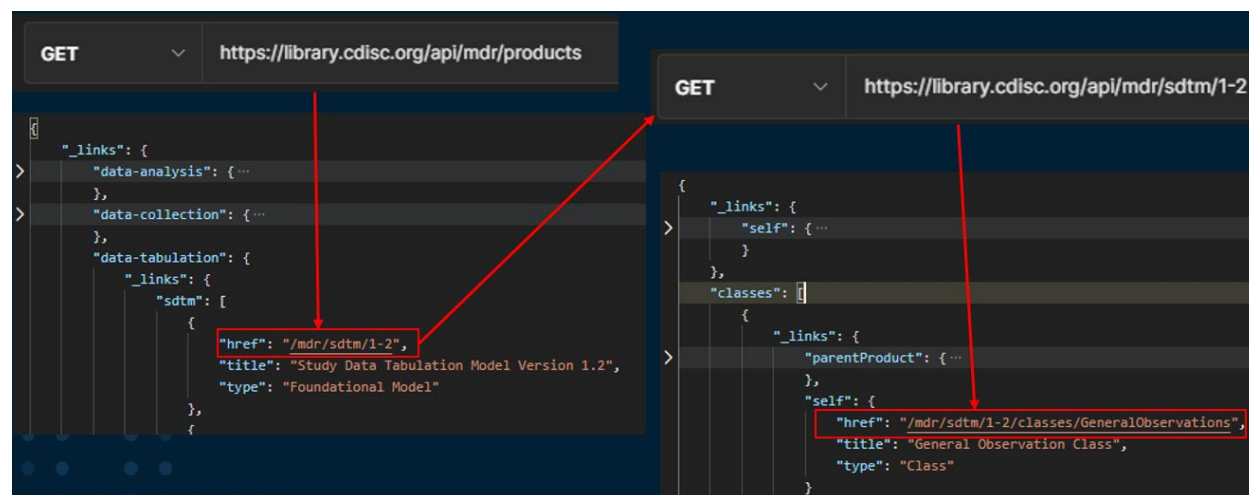 GET https://library.cdisc.org/api/mdr/products
{
"_links": {
"data-analysis": { ...
},
"data-collection": { ...
},
"data-tabulation": {
"_links": {
"sdtm": [
{
"href": "/mdr/sdtm/1-2",
"title": "Study Data Tabulation Model Version 1.2",
"type": "Foundational Model"
},
{
GET https://library.cdisc.org/api/mdr/sdtm/1-2
{
"_links": {
"self": { ...
}
},
"classes": [
{
"_links": {
"parentProduct": { ...
},
"self": {
"href": "/mdr/sdtm/1-2/classes/GeneralObservations",
"title": "General Observation Class",
"type": "Class"
}